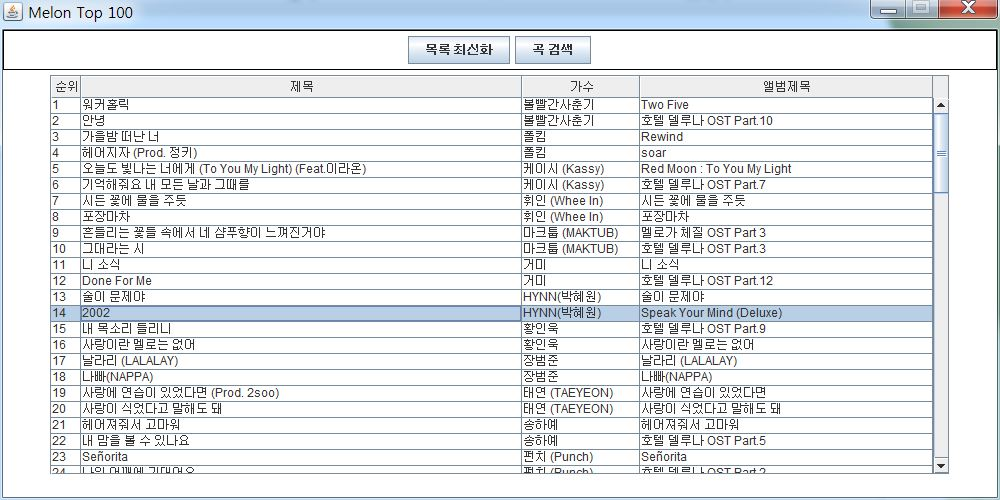 Melon Top 100
목록 최신화 곡 검색
순위 제목 가수 앨범제목
1 워커홀릭 볼빨간사춘기 Two Five
2 안녕 볼빨간사춘기 호텔 델루나 OST Part.10
3 가을밤 떠난 너 폴킴 Rewind
4 헤어지자 (Prod. 정키) 폴킴 soar
5 오늘도 빛나는 너에게 (To You My Light) (Feat.이라온) 케이시 (Kassy) Red Moon : To You My Light
6 기억해줘요 내 모든 날과 그때를 케이시 (Kassy) 호텔 델루나 OST Part.7
7 시든 꽃에 물을 주듯 휘인 (Whee In) 시든 꽃에 물을 주듯
8 포장마차 휘인 (Whee In) 포장마차
9 흔들리는 꽃들 속에서 네 샴푸향이 느껴진거야 마크툽 (MAKTUB) 멜로가 체질 OST Part 3
10 그대라는 시 마크툽 (MAKTUB) 호텔 델루나 OST Part.3
11 니 소식 거미 니 소식
12 Done For Me 거미 호텔 델루나 OST Part.12
13 술이 문제야 HYNN(박혜원) 술이 문제야
14 2002 HYNN(박혜원) Speak Your Mind (Deluxe)
15 내 목소리 들리니 황인욱 호텔 델루나 OST Part.9
16 사랑이란 멜로는 없어 황인욱 사랑이란 멜로는 없어
17 날라리 (LALALAY) 장범준 날라리 (LALALAY)
18 나빠(NAPPA) 장범준 나빠(NAPPA)
19 사랑에 연습이 있었다면 (Prod. 2soo) 태연 (TAEYEON) 사랑에 연습이 있었다면
20 사랑이 식었다고 말해도 돼 태연 (TAEYEON) 사랑이 식었다고 말해도 돼
21 헤어져줘서 고마워 송하예 헤어져줘서 고마워
22 내 맘을 볼 수 있나요 송하예 호텔 델루나 OST Part.5
23 Señorita 펀치 (Punch) Señorita
24 나의 어깨에 기대어요 펀치 (Punch) 호텔 델루나 OST Part.2